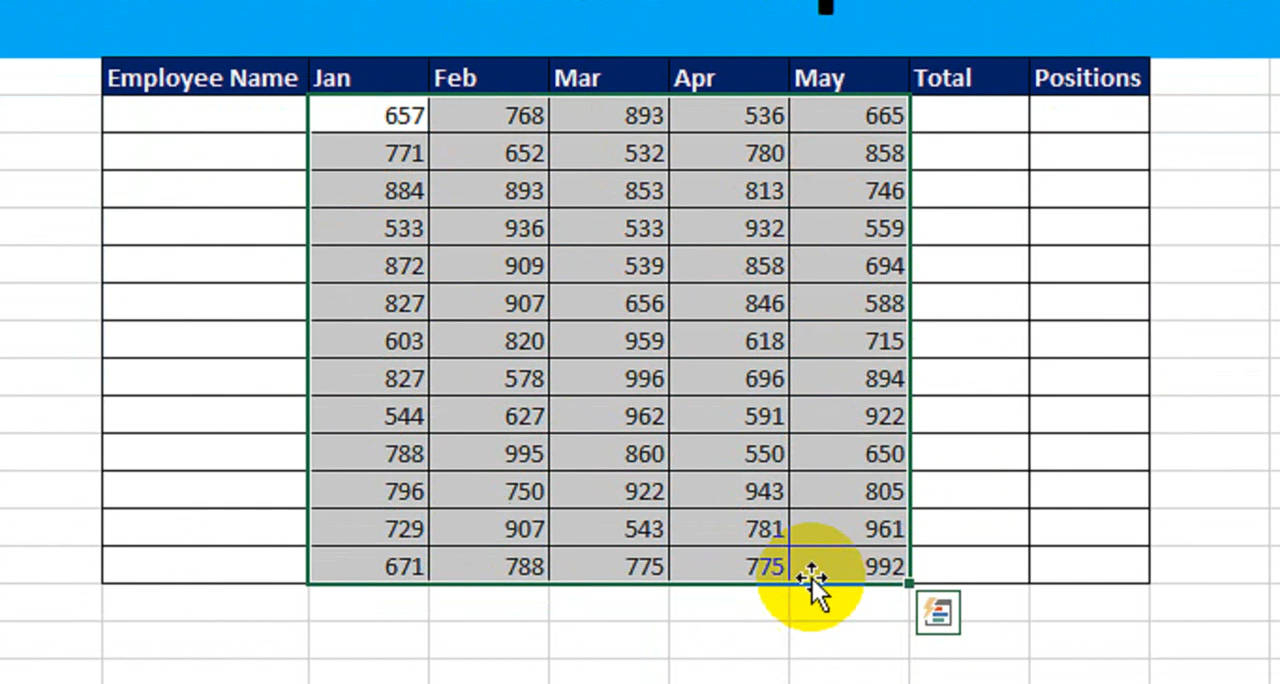 Employee Name Jan Feb Mar Apr May Total Positions
657 768 893 536 665
771 652 532 780 858
884 893 853 813 746
533 936 533 932 559
872 909 539 858 694
827 907 656 846 588
603 820 959 618 715
827 578 996 696 894
544 627 962 591 922
788 995 860 550 650
796 750 922 943 805
729 907 543 781 961
671 788 775 775 992